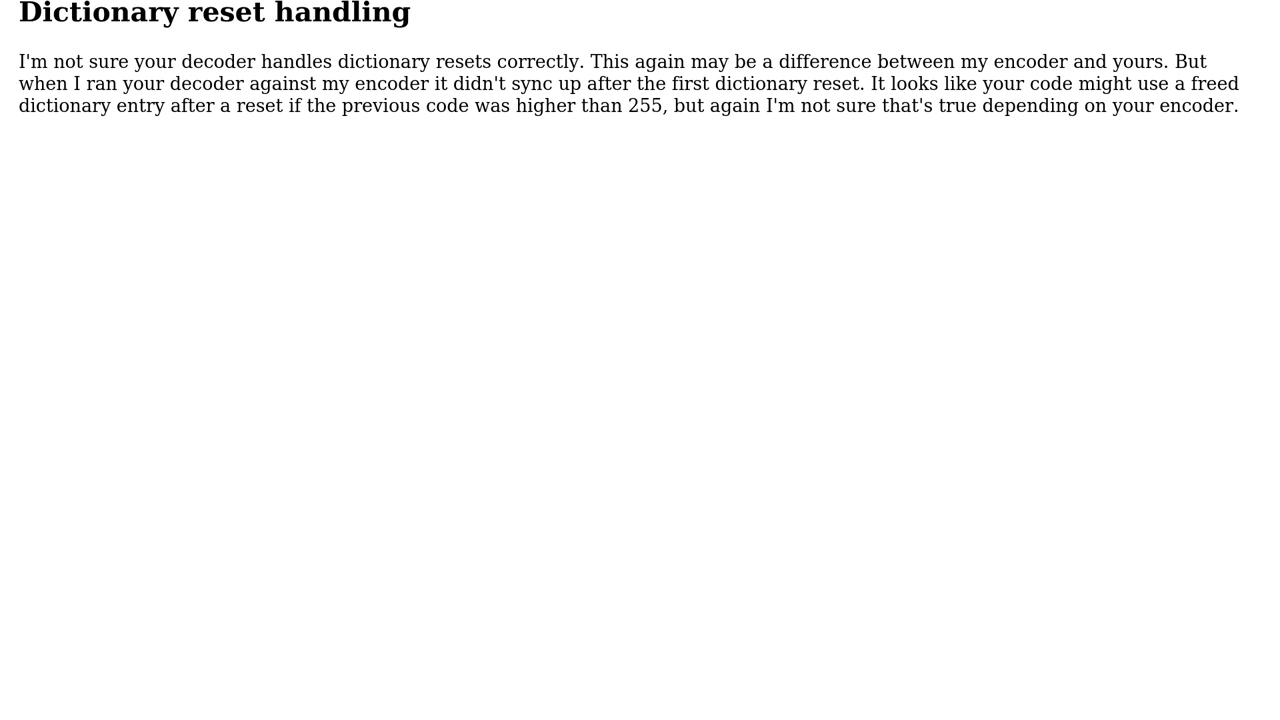 Dictionary reset handling
I'm not sure your decoder handles dictionary resets correctly. This again may be a difference between my encoder and yours. But
when I ran your decoder against my encoder it didn't sync up after the first dictionary reset. It looks like your code might use a freed
dictionary entry after a reset if the previous code was higher than 255, but again I'm not sure that's true depending on your encoder.